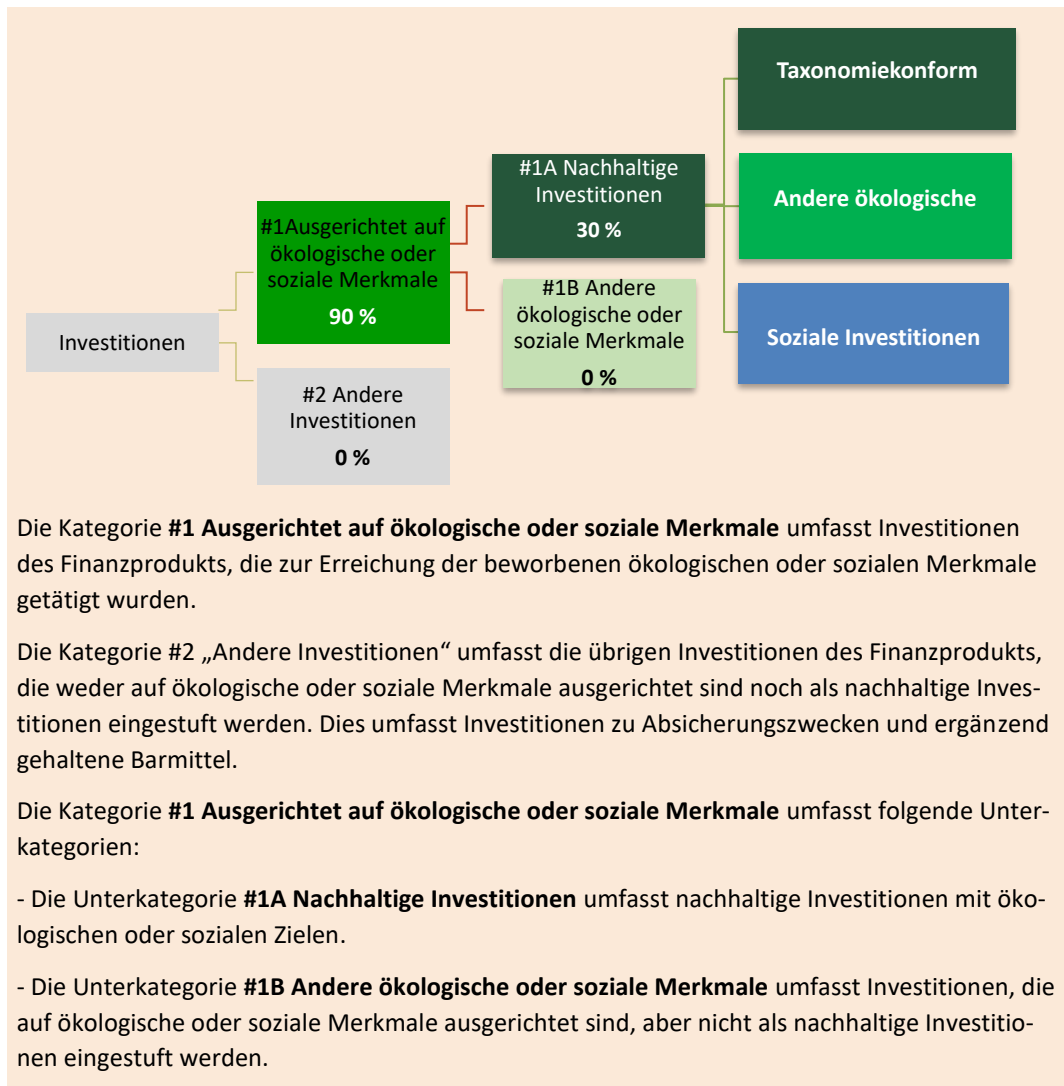 Taxonomiekonform
#1A Nachhaltige
Investitionen
30 %
Andere ökologische
#1Ausgerichtet auf
ökologische oder
soziale Merkmale
90 %
#1B Andere
ökologische oder
soziale Merkmale
0 %
Soziale Investitionen
Investitionen
#2 Andere
Investitionen
0 %
Die Kategorie #1 Ausgerichtet auf ökologische oder soziale Merkmale umfasst Investitionen
des Finanzprodukts, die zur Erreichung der beworbenen ökologischen oder sozialen Merkmale
getätigt wurden.
Die Kategorie #2 „Andere Investitionen“ umfasst die übrigen Investitionen des Finanzprodukts,
die weder auf ökologische oder soziale Merkmale ausgerichtet sind noch als nachhaltige Inves-
titionen eingestuft werden. Dies umfasst Investitionen zu Absicherungszwecken und ergänzend
gehaltene Barmittel.
Die Kategorie #1 Ausgerichtet auf ökologische oder soziale Merkmale umfasst folgende Unter-
kategorien:
- Die Unterkategorie #1A Nachhaltige Investitionen umfasst nachhaltige Investitionen mit öko-
logischen oder sozialen Zielen.
- Die Unterkategorie #1B Andere ökologische oder soziale Merkmale umfasst Investitionen, die
auf ökologische oder soziale Merkmale ausgerichtet sind, aber nicht als nachhaltige Investitio-
nen eingestuft werden.